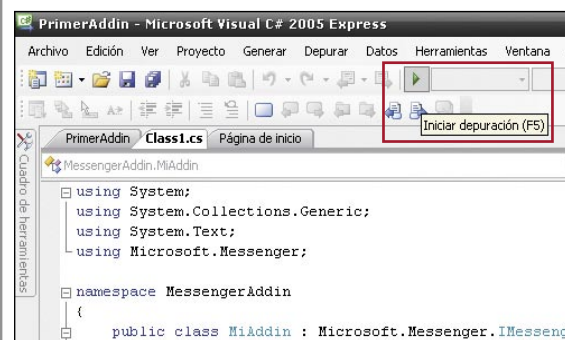 PrimerAddin - Microsoft Visual C# 2005 Express
Archivo Edición Ver Proyecto Generar Depurar Datos Herramientas Ventana
Iniciar depuración (F5)
PrimerAddin Class1.cs Página de inicio
Cuadro de herramientas
MessengerAddin.MiAddin
using System;
using System.Collections.Generic;
using System.Text;
using Microsoft.Messenger;
namespace MessengerAddin
{
public class MiAddin : Microsoft.Messenger.IMesseng